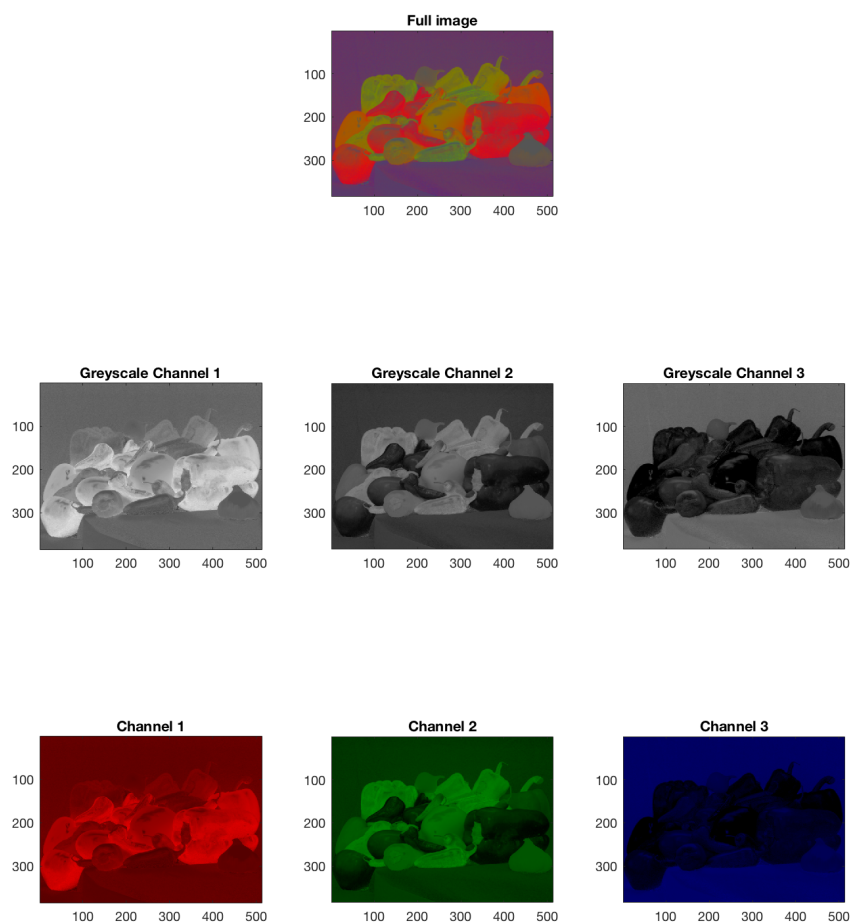 Full image
100
200
300
100 200 300 400 500
Greyscale Channel 1 Greyscale Channel 2 Greyscale Channel 3
100 100 100
200 200 200
300 300 300
100 200 300 400 500 100 200 300 400 500 100 200 300 400 500
Channel 1 Channel 2 Channel 3
100 100 100
200 200 200
300 300 300
100 200 300 400 500 100 200 300 400 500 100 200 300 400 500